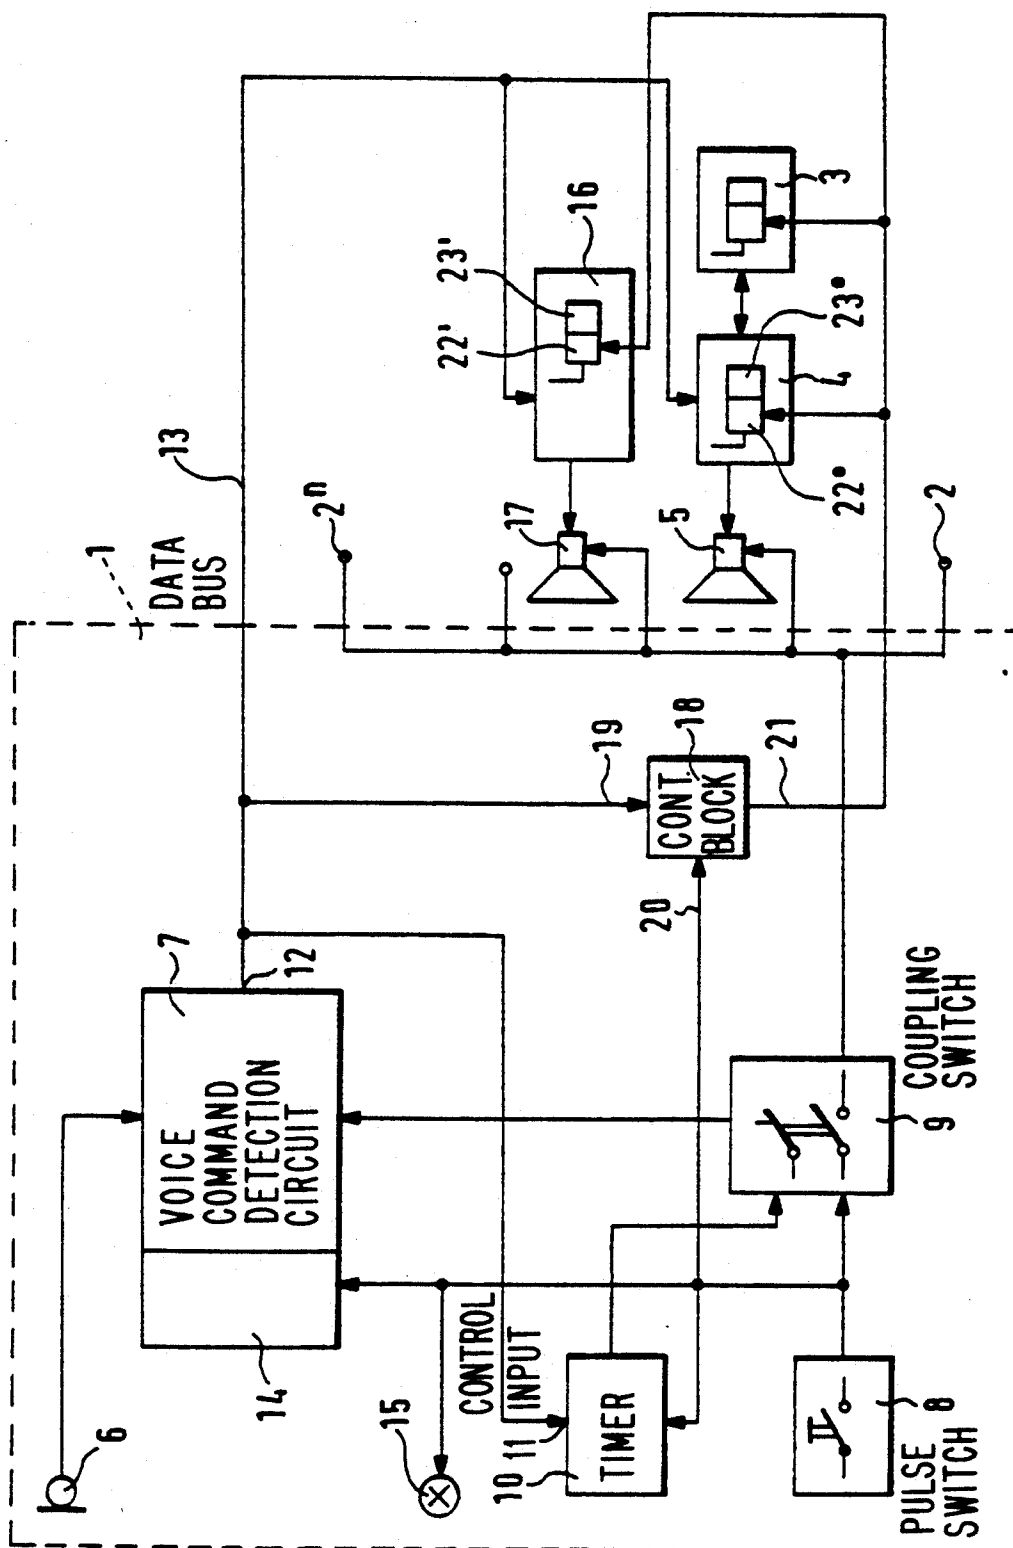 1
DATA
BUS
13
2ⁿ
17
5
2
16
23'
22'
3
4
23°
22°
6
7
VOICE
COMMAND
DETECTION
CIRCUIT
12
14
15
CONTROL
INPUT
11
10
TIMER
19
CONT.
BLOCK
18
20
21
COUPLING
SWITCH
9
PULSE
SWITCH
8